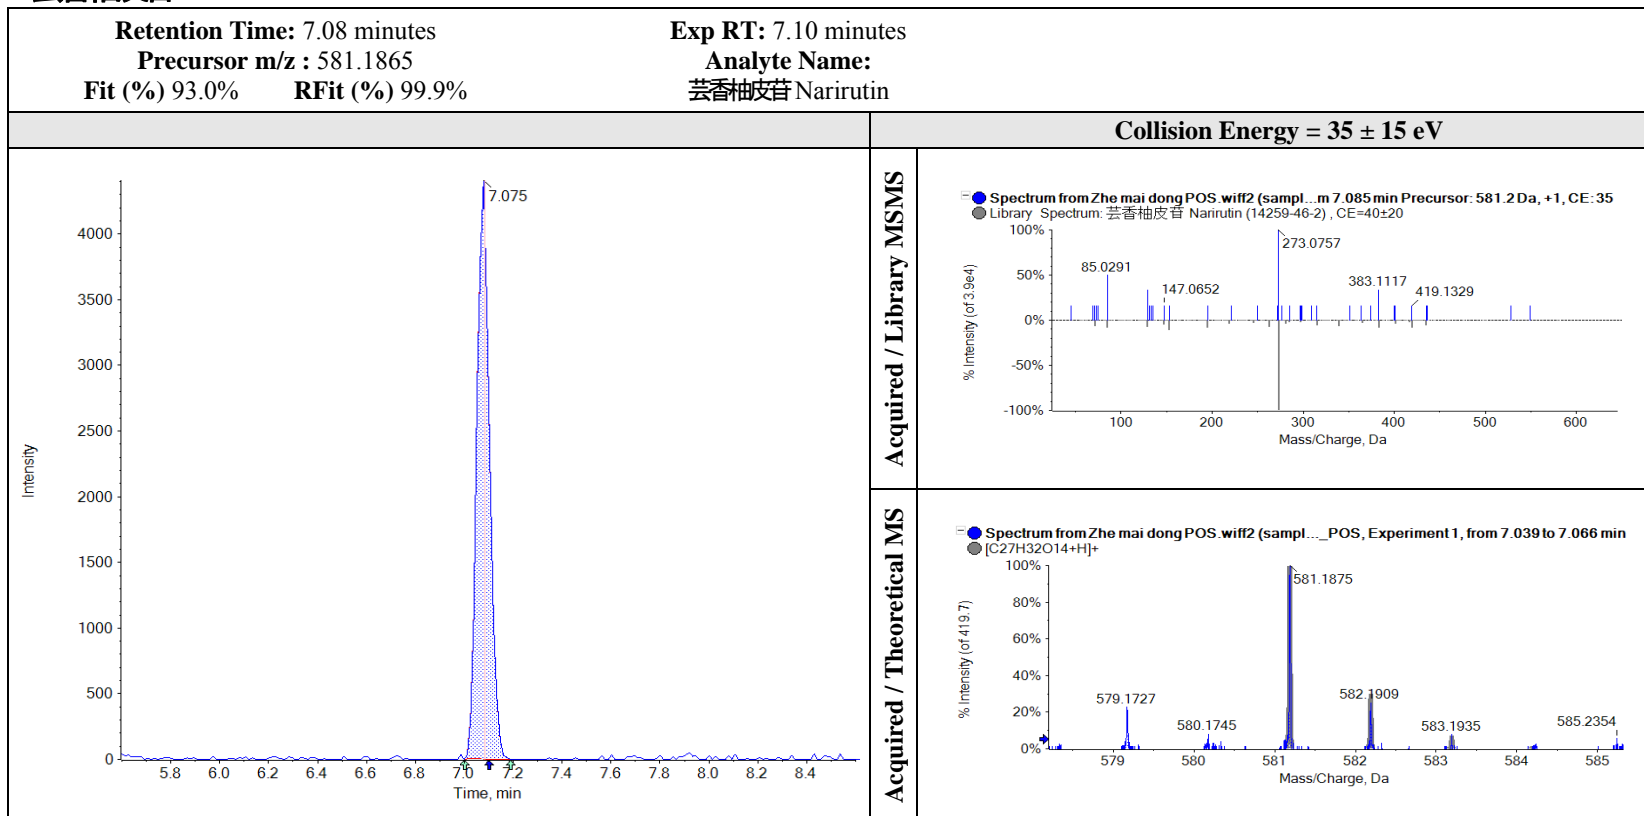 Retention Time: 7.08 minutes
Exp RT: 7.10 minutes
Precursor m/z : 581.1865
Analyte Name:
Fit (%) 93.0% RFit (%) 99.9%
芸香柚皮苷 Narirutin
Collision Energy = 35 ± 15 eV
7.075
4000
3500
3000
2500
2000
1500
1000
500
0
Intensity
5.8 6.0 6.2 6.4 6.6 6.8 7.0 7.2 7.4 7.6 7.8 8.0 8.2 8.4
Time, min
Acquired / Library MSMS
Spectrum from Zhe mai dong POS.wiff2 (sampl...m 7.085 min Precursor: 581.2 Da, +1, CE: 35
Library Spectrum: 芸香柚皮苷 Narirutin (14259-46-2) , CE=40±20
100%
50%
0%
-50%
-100%
% Intensity (of 3.9e4)
85.0291
147.0652
273.0757
383.1117
419.1329
100 200 300 400 500 600
Mass/Charge, Da
Acquired / Theoretical MS
Spectrum from Zhe mai dong POS.wiff2 (sampl..._POS, Experiment 1, from 7.039 to 7.066 min
[C27H32O14+H]+
100%
80%
60%
40%
20%
0%
% Intensity (of 419.7)
579.1727
580.1745
581.1875
582.1909
583.1935
585.2354
579 580 581 582 583 584 585
Mass/Charge, Da